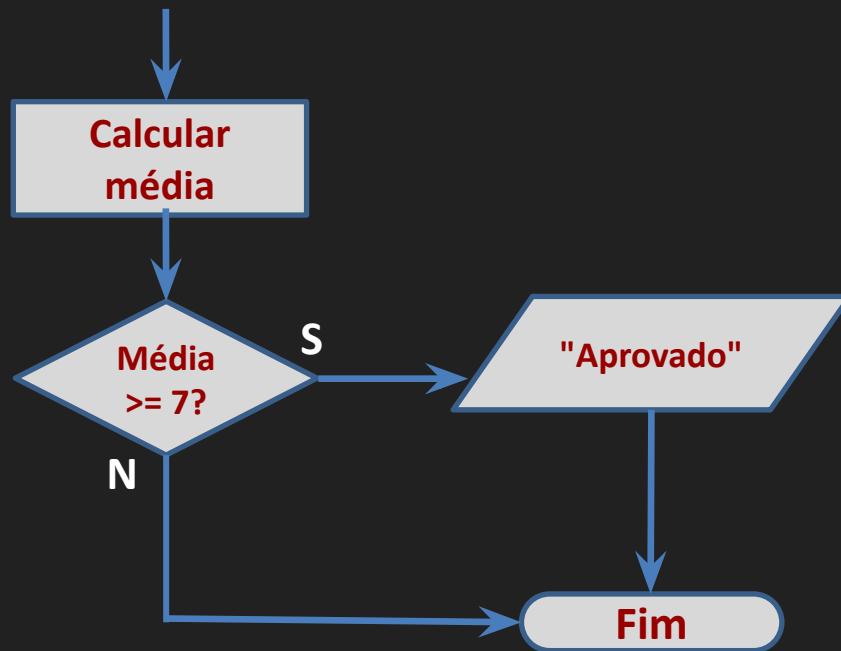 Calcular
média
S
Média
>= 7?
"Aprovado"
N
Fim